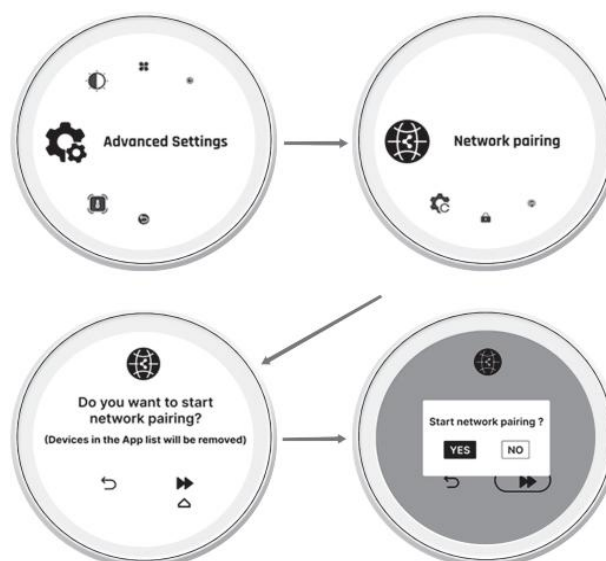 Advanced Settings
Network pairing
Do you want to start
network pairing?
(Devices in the App list will be removed)
Start network pairing ?
YES
NO